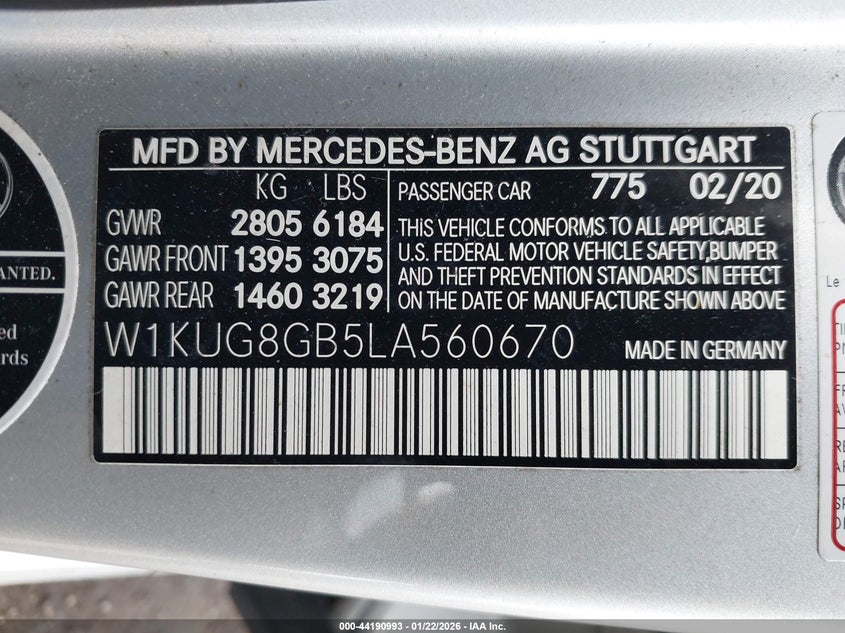 MFD BY MERCEDES-BENZ AG STUTTGART
KG LBS
GVWR 2805 6184
GAWR FRONT 1395 3075
GAWR REAR 1460 3219
PASSENGER CAR 775 02/20
THIS VEHICLE CONFORMS TO ALL APPLICABLE
U.S. FEDERAL MOTOR VEHICLE SAFETY,BUMPER
AND THEFT PREVENTION STANDARDS IN EFFECT
ON THE DATE OF MANUFACTURE SHOWN ABOVE
W1KUG8GB5LA560670 MADE IN GERMANY
ANTED.
ed
rds
Le
000-44190993 - 01/22/2026 - IAA Inc.